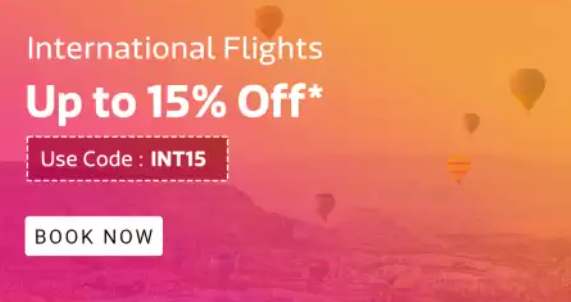 International Flights
Up to 15% Off*
Use Code : INT15
BOOK NOW